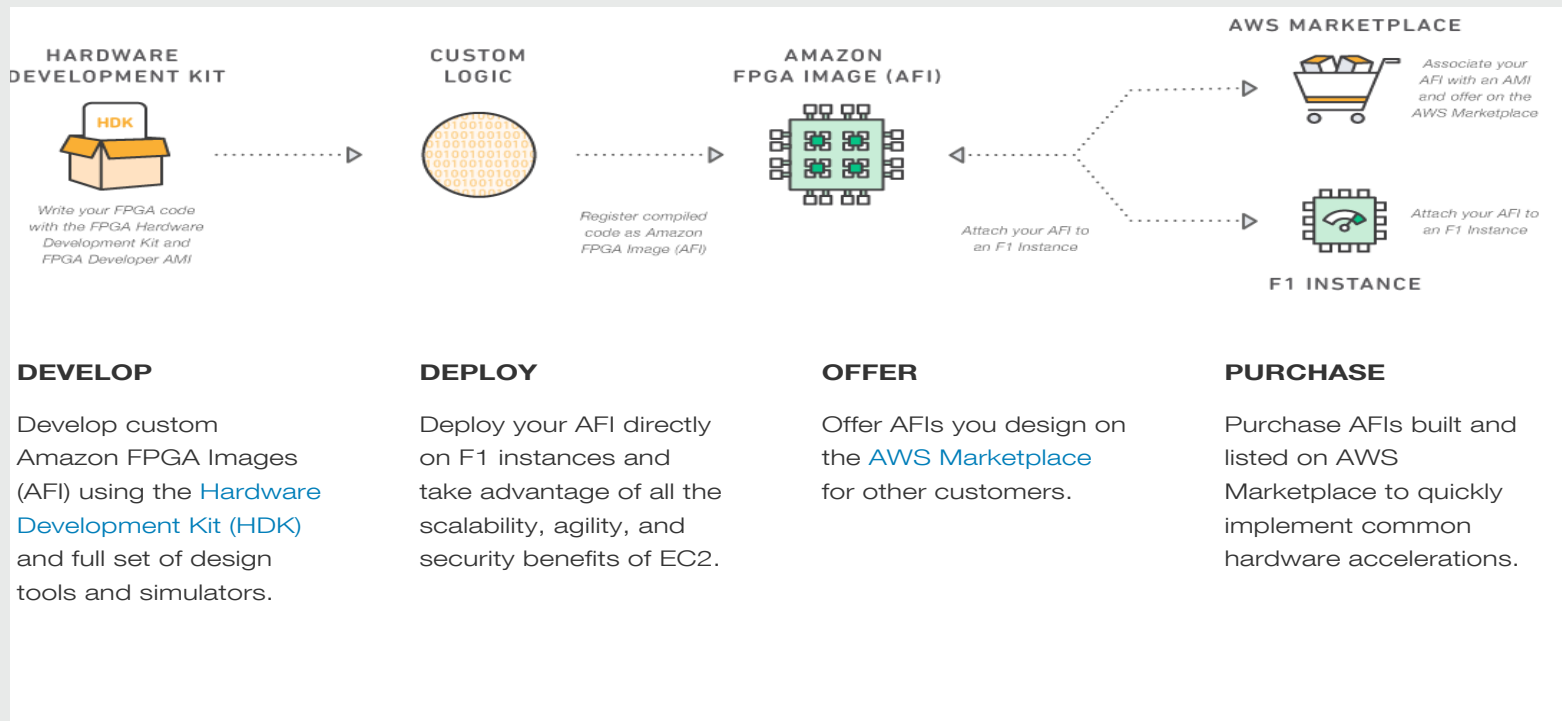 HARDWARE
DEVELOPMENT KIT
HDK
Write your FPGA code
with the FPGA Hardware
Development Kit and
FPGA Developer AMI
CUSTOM
LOGIC
Register compiled
code as Amazon
FPGA Image (AFI)
AMAZON
FPGA IMAGE (AFI)
Attach your AFI to
an F1 Instance
AWS MARKETPLACE
Associate your
AFI with an AMI
and offer on the
AWS Marketplace
Attach your AFI to
an F1 Instance
F1 INSTANCE
DEVELOP
Develop custom
Amazon FPGA Images
(AFI) using the Hardware
Development Kit (HDK)
and full set of design
tools and simulators.
DEPLOY
Deploy your AFI directly
on F1 instances and
take advantage of all the
scalability, agility, and
security benefits of EC2.
OFFER
Offer AFIs you design on
the AWS Marketplace
for other customers.
PURCHASE
Purchase AFIs built and
listed on AWS
Marketplace to quickly
implement common
hardware accelerations.